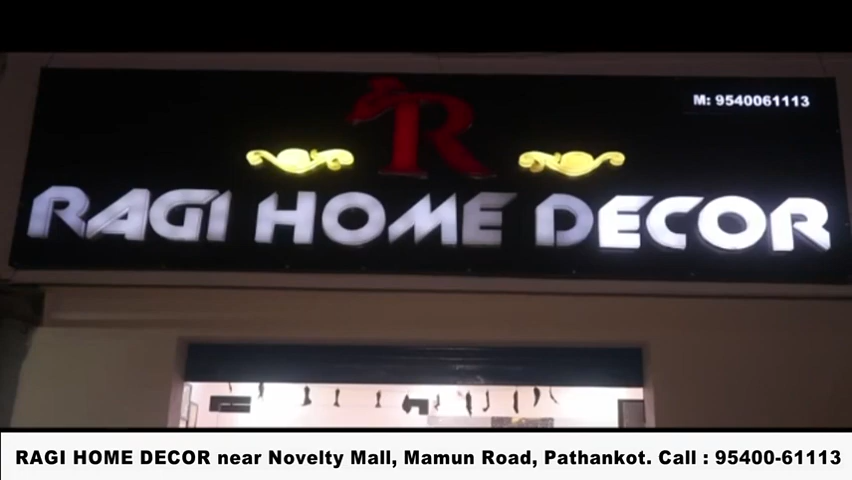 R
M: 9540061113
RAGI HOME DECOR
RAGI HOME DECOR near Novelty Mall, Mamun Road, Pathankot. Call : 95400-61113